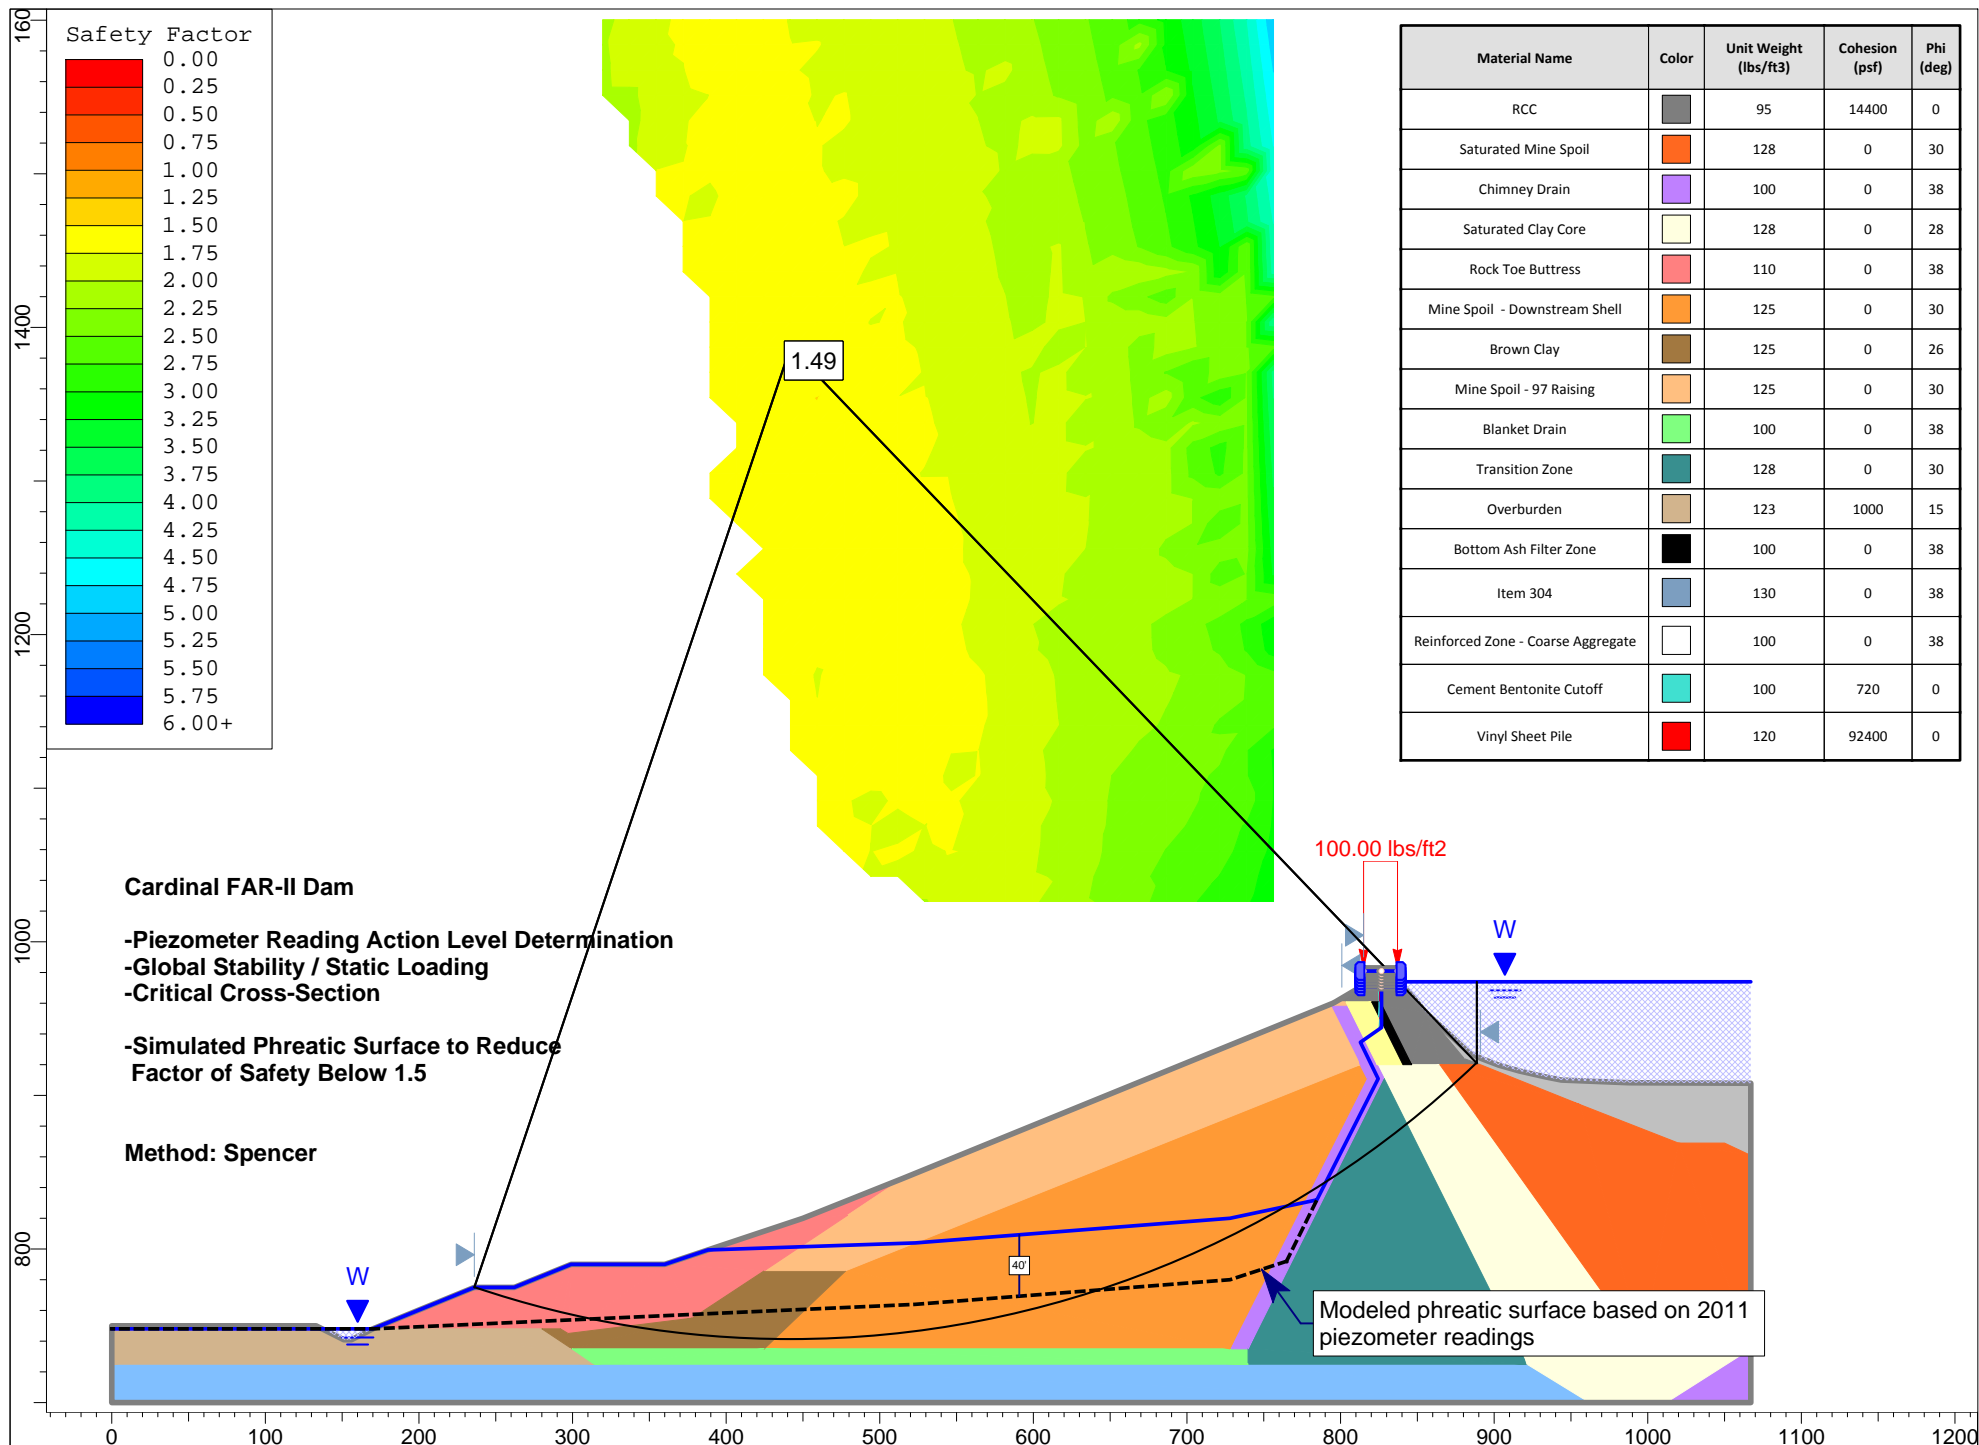 Safety Factor
0.00
0.25
0.50
0.75
1.00
1.25
1.50
1.75
2.00
2.25
2.50
2.75
3.00
3.25
3.50
3.75
4.00
4.25
4.50
4.75
5.00
5.25
5.50
5.75
6.00+
Material Name Color Unit Weight (lbs/ft3) Cohesion (psf) Phi (deg)
RCC 95 14400 0
Saturated Mine Spoil 128 0 30
Chimney Drain 100 0 38
Saturated Clay Core 128 0 28
Rock Toe Buttress 110 0 38
Mine Spoil - Downstream Shell 125 0 30
Brown Clay 125 0 26
Mine Spoil - 97 Raising 125 0 30
Blanket Drain 100 0 38
Transition Zone 128 0 30
Overburden 123 1000 15
Bottom Ash Filter Zone 100 0 38
Item 304 130 0 38
Reinforced Zone - Coarse Aggregate 100 0 38
Cement Bentonite Cutoff 100 720 0
Vinyl Sheet Pile 120 92400 0
1.49
100.00 lbs/ft2
Cardinal FAR-II Dam
-Piezometer Reading Action Level Determination
-Global Stability / Static Loading
-Critical Cross-Section
-Simulated Phreatic Surface to Reduce
Factor of Safety Below 1.5
Method: Spencer
W
W
40'
Modeled phreatic surface based on 2011
piezometer readings
160
1400
1200
1000
800
0 100 200 300 400 500 600 700 800 900 1000 1100 1200